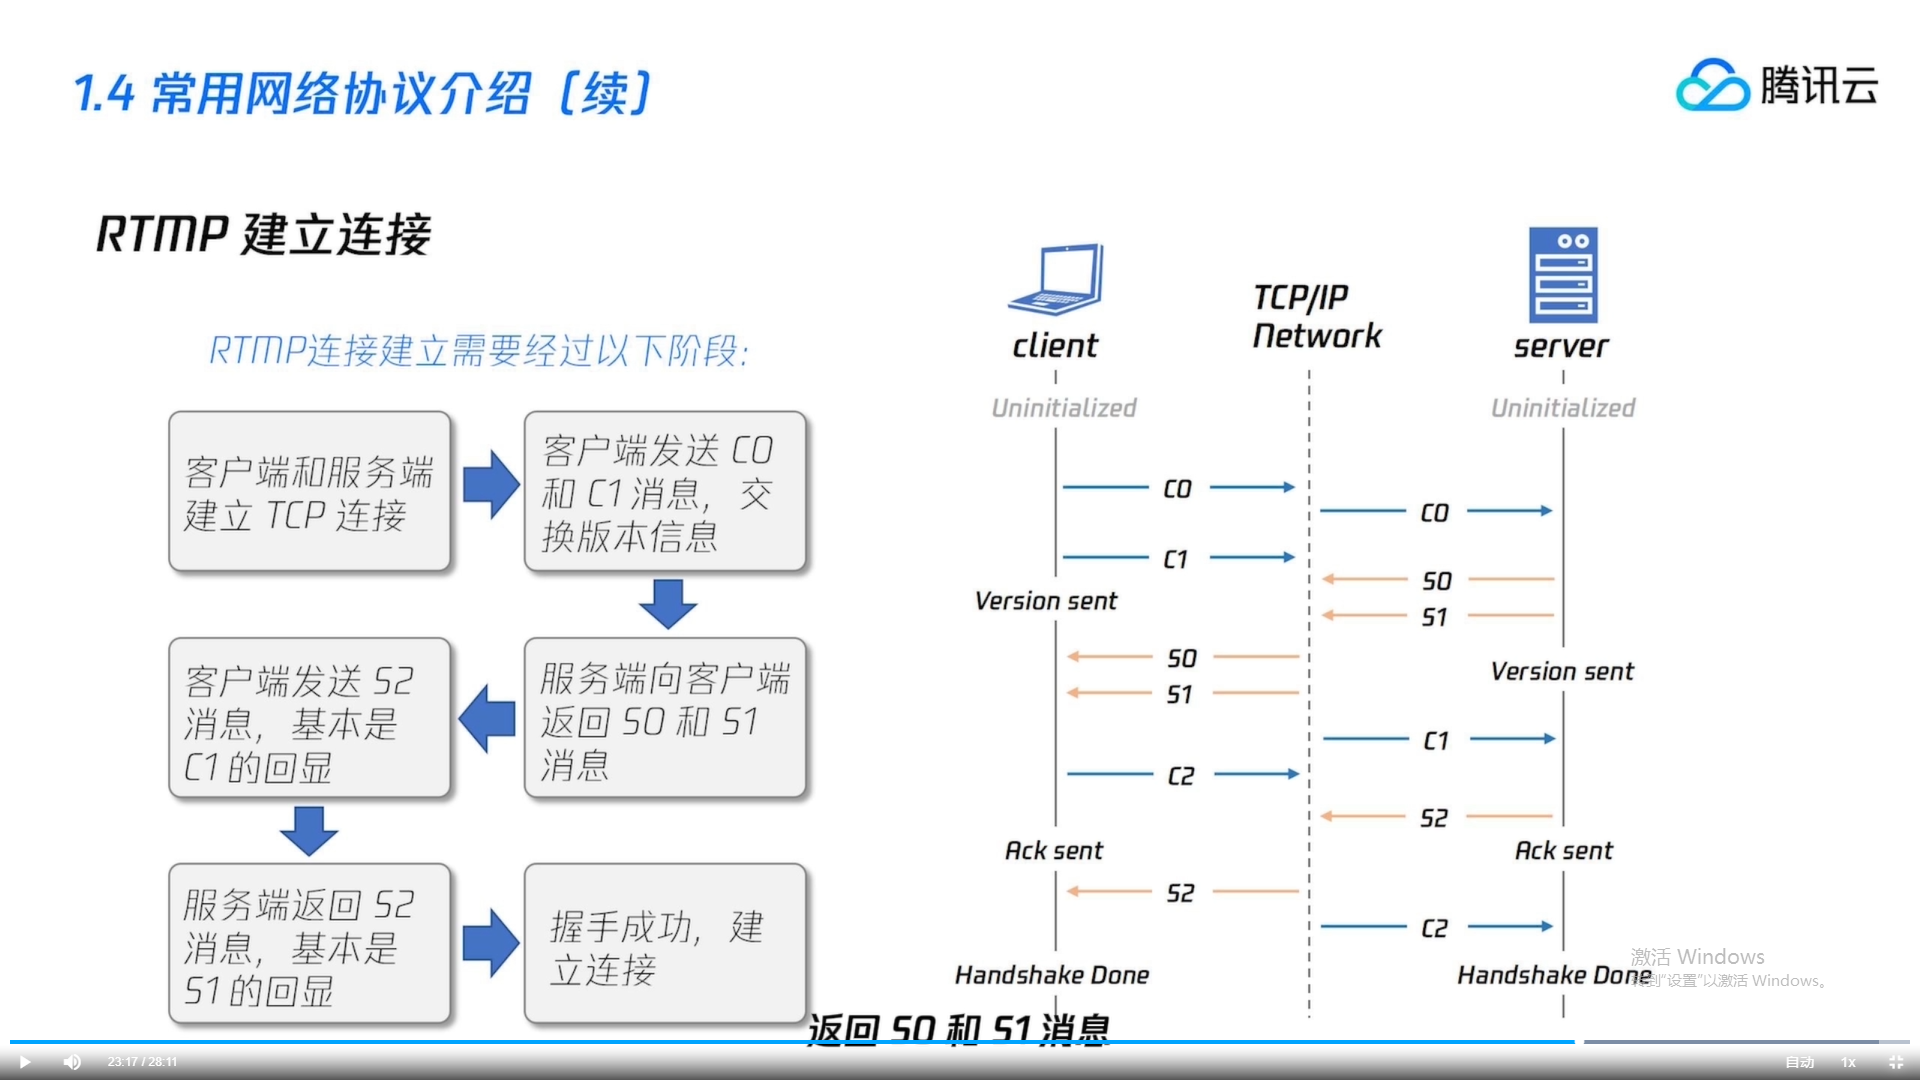 1.4 常用网络协议介绍（续）
腾讯云
RTMP 建立连接
RTMP连接建立需要经过以下阶段:
客户端和服务端
建立 TCP 连接
客户端发送 C0
和 C1 消息， 交
换版本信息
客户端发送 S2
消息， 基本是
C1 的回显
服务端向客户端
返回 S0 和 S1
消息
服务端返回 S2
消息， 基本是
S1 的回显
握手成功， 建
立连接
client
TCP/IP
Network
server
Uninitialized
Uninitialized
C0
C0
C1
S0
Version sent
S1
S0
Version sent
S1
C1
C2
S2
Ack sent
Ack sent
S2
C2
Handshake Done
Handshake Done
激活 Windows
转到“设置”以激活 Windows。
返回 S0 和 S1 消息
23:17 / 28:11
自动
1x